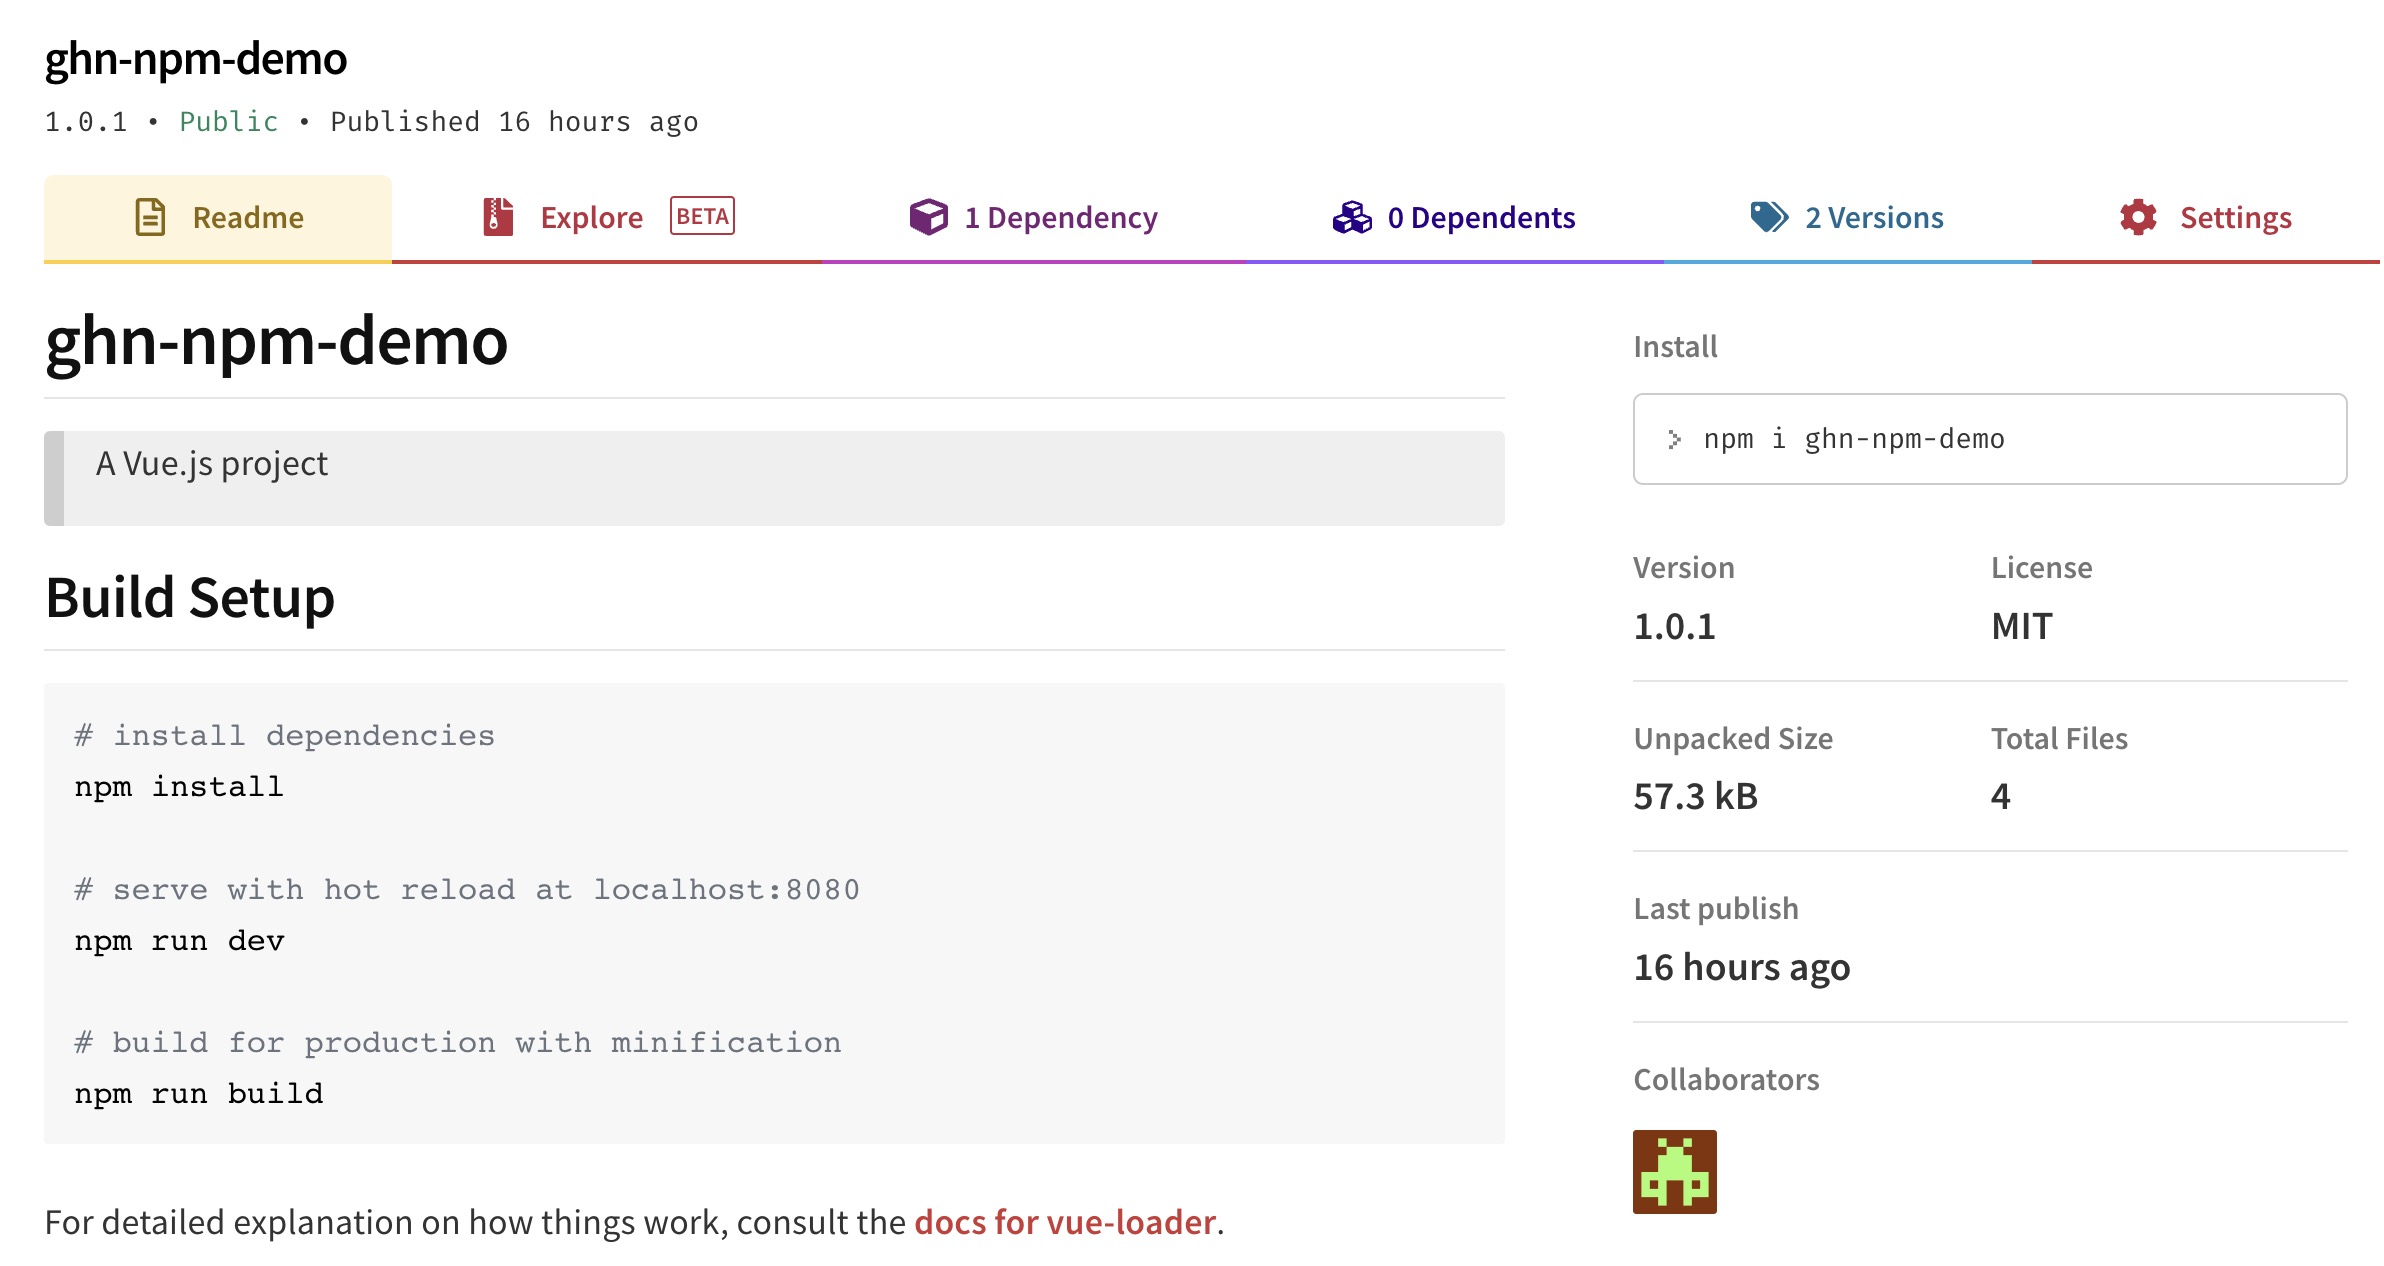 ghn-npm-demo
1.0.1 • Public • Published 16 hours ago
Readme
Explore BETA
1 Dependency
0 Dependents
2 Versions
Settings
ghn-npm-demo
A Vue.js project
Build Setup
# install dependencies
npm install
# serve with hot reload at localhost:8080
npm run dev
# build for production with minification
npm run build
For detailed explanation on how things work, consult the docs for vue-loader.
Install
> npm i ghn-npm-demo
Version
1.0.1
License
MIT
Unpacked Size
57.3 kB
Total Files
4
Last publish
16 hours ago
Collaborators